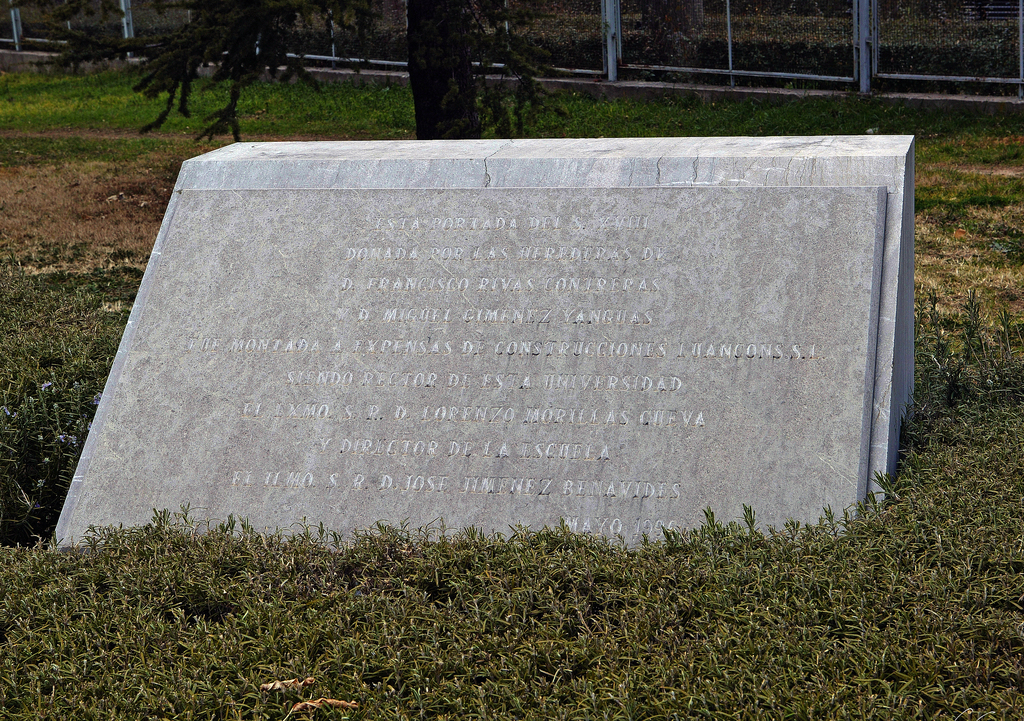 ESTA PORTADA DEL S. XVIII
DONADA POR LAS HEREDERAS DE
D. FRANCISCO RIVAS CONTRERAS
Y D. MIGUEL GIMENEZ YANGUAS
FUE MONTADA A EXPENSAS DE CONSTRUCCIONES JUANCONS, S.L
SIENDO RECTOR DE ESTA UNIVERSIDAD
EL EXMO. S. R. D. LORENZO MORILLAS CUEVA
Y DIRECTOR DE LA ESCUELA
EL ILMO. S. R. D. JOSE JIMENEZ BENAVIDES
MAYO 1996